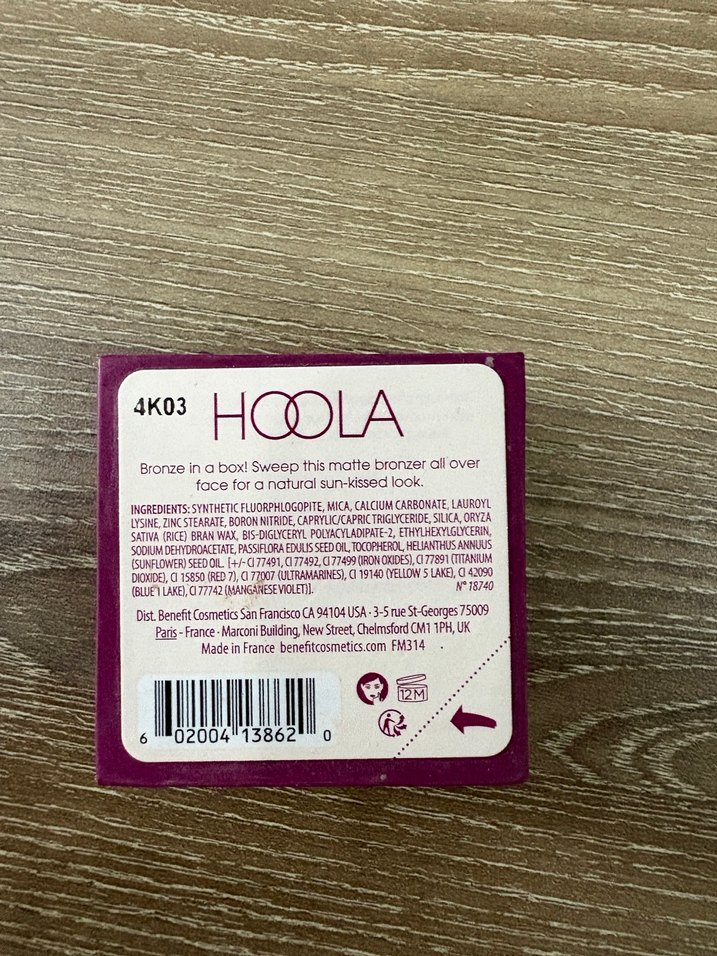 4K03 HOOLA
Bronze in a box! Sweep this matte bronzer all over
face for a natural sun-kissed look.
INGREDIENTS: SYNTHETIC FLUORPHLOGOPITE, MICA, CALCIUM CARBONATE, LAUROYL
LYSINE, ZINC STEARATE, BORON NITRIDE, CAPRYLIC/CAPRIC TRIGLYCERIDE, SILICA, ORYZA
SATIVA (RICE) BRAN WAX, BIS-DIGLYCERYL POLYACYLADIPATE-2, ETHYLHEXYLGLYCERIN,
SODIUM DEHYDROACETATE, PASSIFLORA EDULIS SEED OIL, TOCOPHEROL, HELIANTHUS ANNUUS
(SUNFLOWER) SEED OIL. [+/- CI 77491, CI 77492, CI 77499 (IRON OXIDES), CI 77891 (TITANIUM
DIOXIDE), CI 15850 (RED 7), CI 77007 (ULTRAMARINES), CI 19140 (YELLOW 5 LAKE), CI 42090
(BLUE 1 LAKE), CI 77742 (MANGANESE VIOLET)]. N° 18740
Dist. Benefit Cosmetics San Francisco CA 94104 USA · 3-5 rue St-Georges 75009
Paris - France · Marconi Building, New Street, Chelmsford CM1 1PH, UK
Made in France benefitcosmetics.com FM314
12M
6 02004 13862 0